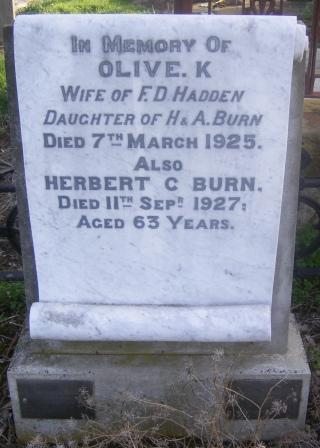 In Memory Of
OLIVE. K
Wife of F. D. Hadden
Daughter of H & A. Burn
Died 7th March 1925.
Also
HERBERT C BURN.
Died 11th Sepr 1927;
Aged 63 Years.